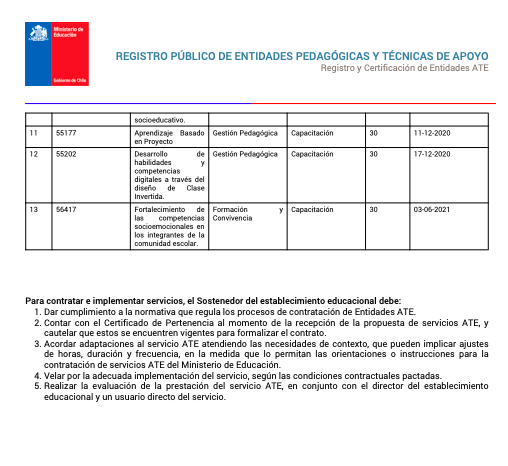 Ministerio de
Educación
Gobierno de Chile
REGISTRO PÚBLICO DE ENTIDADES PEDAGÓGICAS Y TÉCNICAS DE APOYO
Registro y Certificación de Entidades ATE
socioeducativo.
11 55177 Aprendizaje Basado en Proyecto Gestión Pedagógica Capacitación 30 11-12-2020
12 55202 Desarrollo de habilidades y competencias digitales a través del diseño de Clase Invertida. Gestión Pedagógica Capacitación 30 17-12-2020
13 56417 Fortalecimiento de las competencias socioemocionales en los integrantes de la comunidad escolar. Formación y Convivencia Capacitación 30 03-06-2021
Para contratar e implementar servicios, el Sostenedor del establecimiento educacional debe:
1. Dar cumplimiento a la normativa que regula los procesos de contratación de Entidades ATE.
2. Contar con el Certificado de Pertenencia al momento de la recepción de la propuesta de servicios ATE, y
cautelar que estos se encuentren vigentes para formalizar el contrato.
3. Acordar adaptaciones al servicio ATE atendiendo las necesidades de contexto, que pueden implicar ajustes
de horas, duración y frecuencia, en la medida que lo permitan las orientaciones o instrucciones para la
contratación de servicios ATE del Ministerio de Educación.
4. Velar por la adecuada implementación del servicio, según las condiciones contractuales pactadas.
5. Realizar la evaluación de la prestación del servicio ATE, en conjunto con el director del establecimiento
educacional y un usuario directo del servicio.